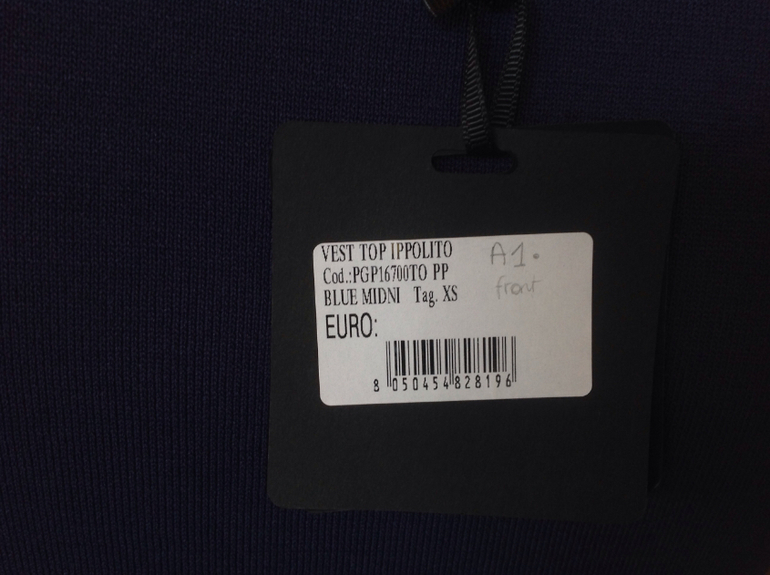 VEST TOP IPPOLITO
Cod.:PGP16700TO PP
BLUE MIDNI Tag. XS
EURO:
8 050454 828196
A1.
front